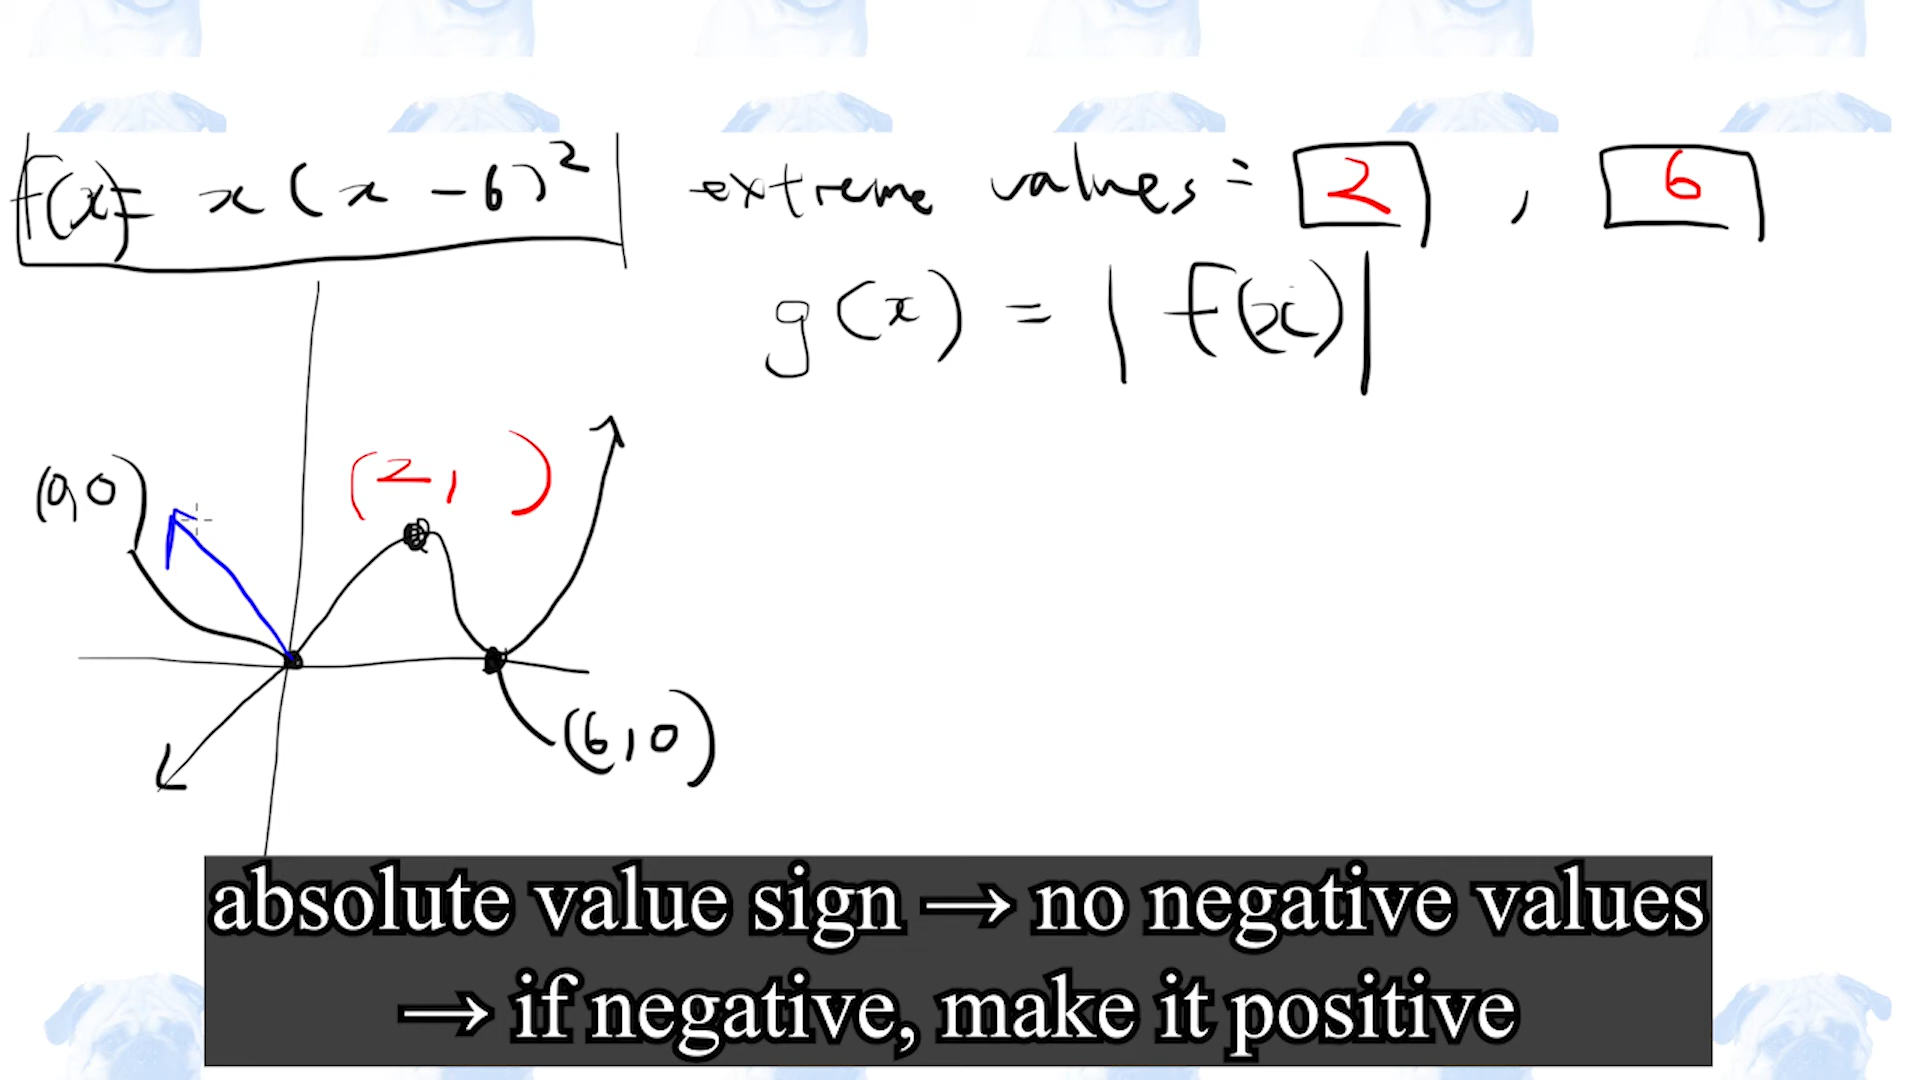 f(x)= x(x-6)²
extreme values = 2 , 6
g(x) = |f(x)|
(2, )
(0,0)
(6,0)
absolute value sign → no negative values
→ if negative, make it positive